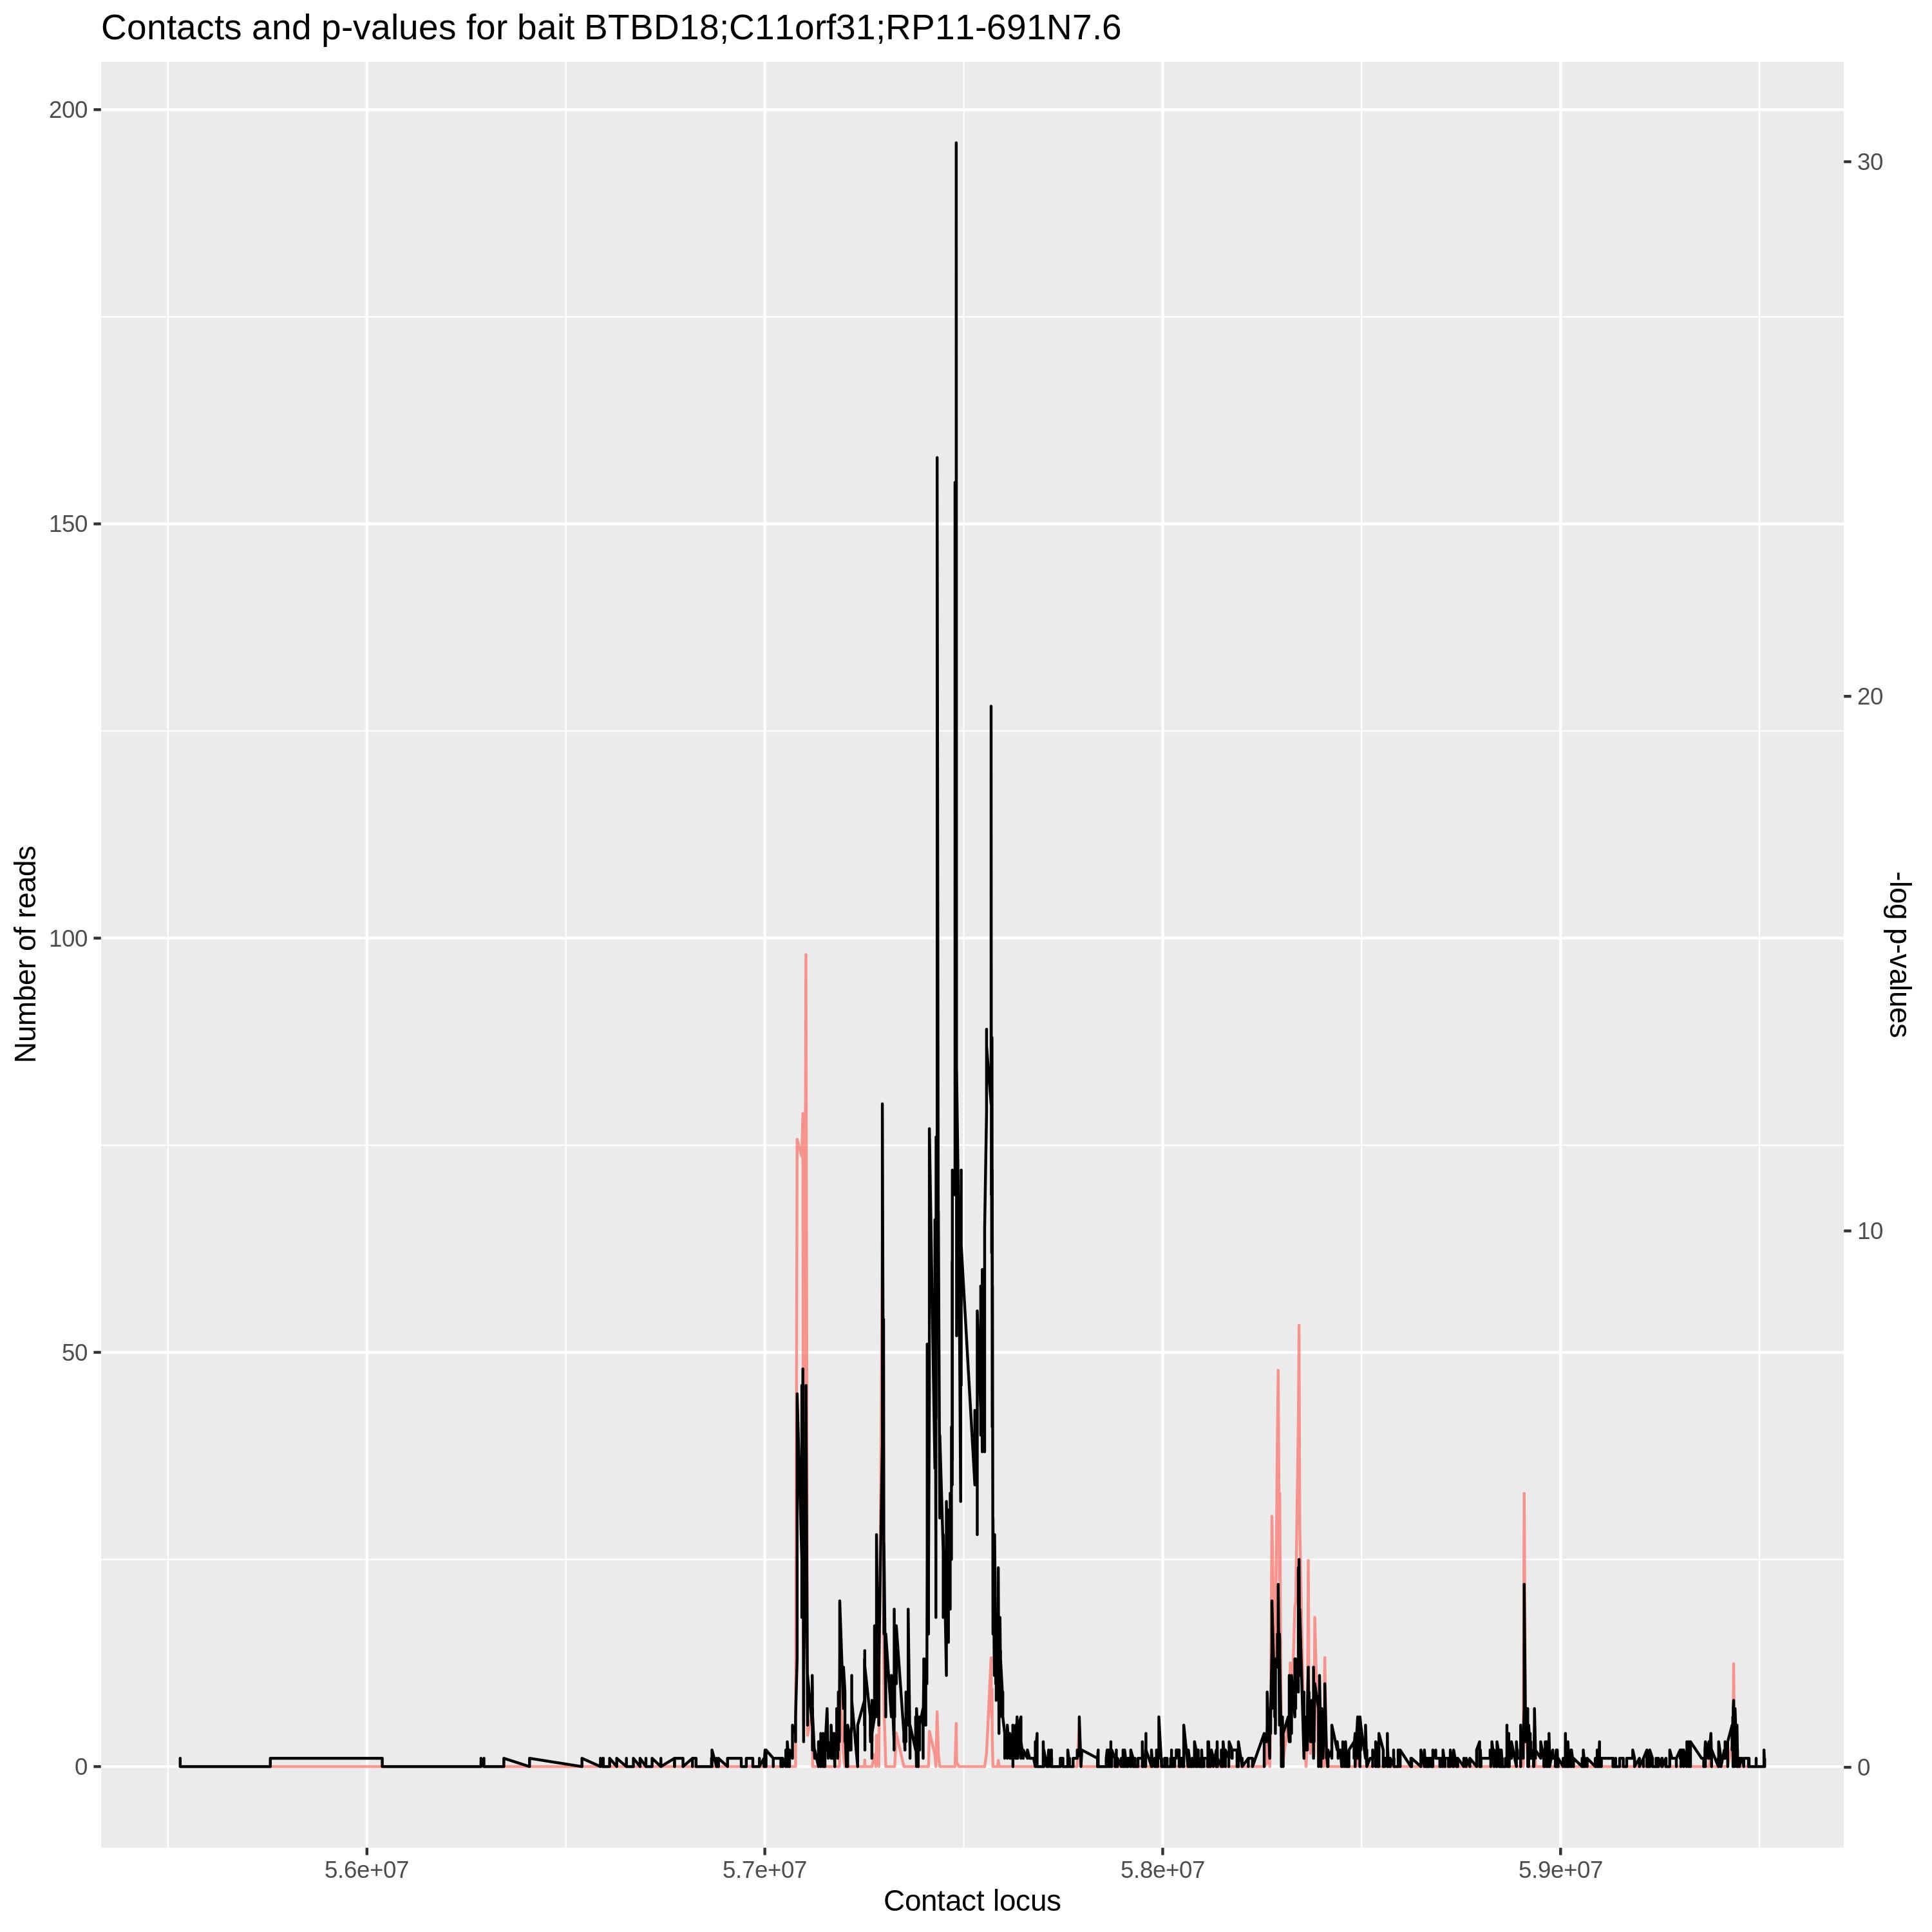 Contacts and p-values for bait BTBD18;C11orf31;RP11-691N7.6
200
150
100
50
0
30
20
10
0
Number of reads
-log p-values
5.6e+07
5.7e+07
5.8e+07
5.9e+07
Contact locus